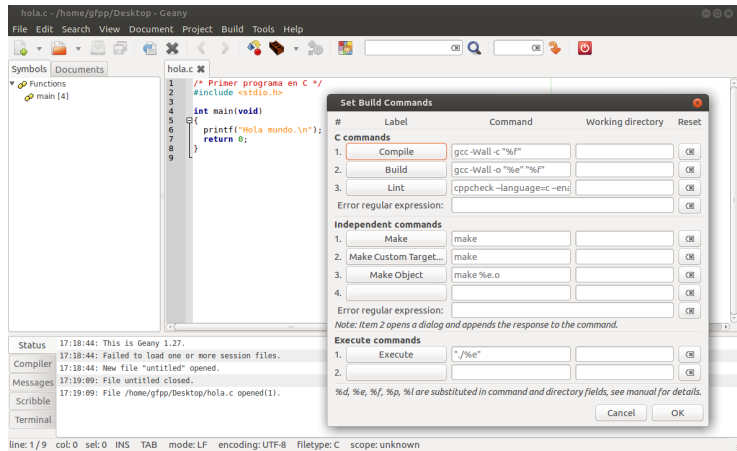 hola.c - /home/gfpp/Desktop - Geany
File Edit Search View Document Project Build Tools Help
Symbols Documents
hola.c
Functions
main [4]
1 /* Primer programa en C */
2 #include <stdio.h>
3
4 int main(void)
5 {
6 printf("Hola mundo.\n");
7 return 0;
8 }
9
Set Build Commands
# Label Command Working directory Reset
C commands
1. Compile gcc -Wall -c "%f"
2. Build gcc -Wall -o "%e" "%f"
3. Lint cppcheck --language=c --ena
Error regular expression:
Independent commands
1. Make make
2. Make Custom Target... make
3. Make Object make %e.o
4.
Error regular expression:
Note: Item 2 opens a dialog and appends the response to the command.
Execute commands
1. Execute "./%e"
2.
%d, %e, %f, %p, %l are substituted in command and directory fields, see manual for details.
Cancel OK
Status
Compiler
Messages
Scribble
Terminal
17:18:44: This is Geany 1.27.
17:18:44: Failed to load one or more session files.
17:18:44: New file "untitled" opened.
17:19:09: File untitled closed.
17:19:09: File /home/gfpp/Desktop/hola.c opened(1).
line: 1 / 9 col: 0 sel: 0 INS TAB mode: LF encoding: UTF-8 filetype: C scope: unknown